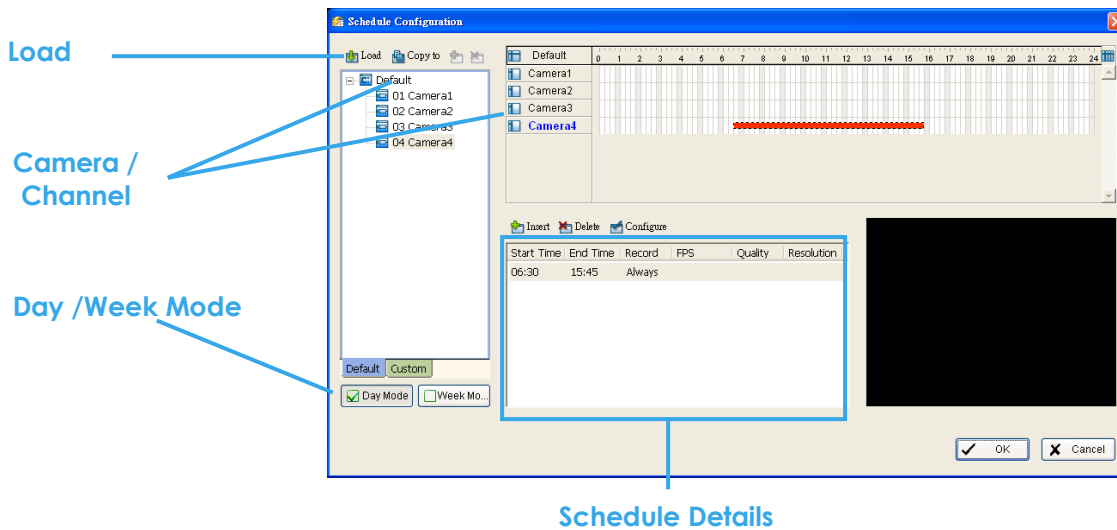 Schedule Configuration
Load
Load Copy to
Default
01 Camera1
02 Camera2
03 Camera3
04 Camera4
Default 0 1 2 3 4 5 6 7 8 9 10 11 12 13 14 15 16 17 18 19 20 21 22 23 24
Camera1
Camera2
Camera3
Camera4
Camera /
Channel
Insert Delete Configure
Start Time End Time Record FPS Quality Resolution
06:30 15:45 Always
Day /Week Mode
Default Custom
Day Mode Week Mo...
OK Cancel
Schedule Details